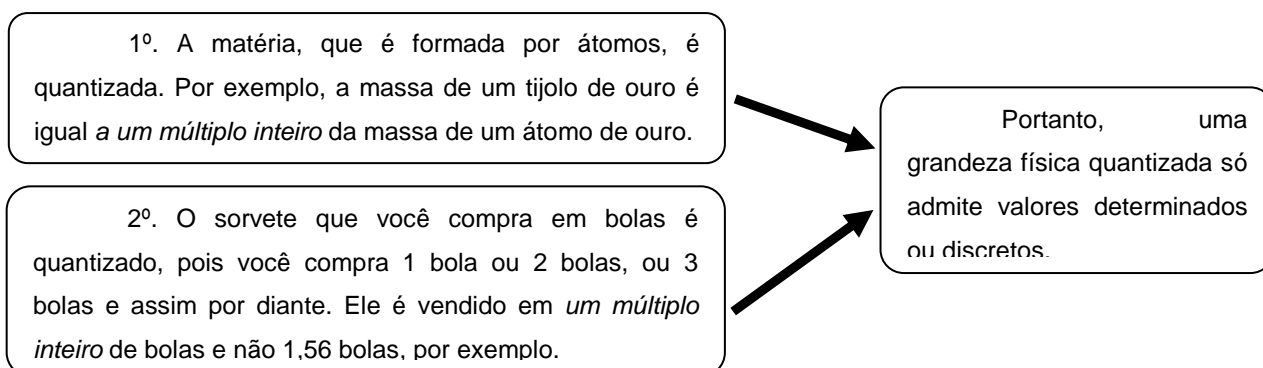 1º. A matéria, que é formada por átomos, é
quantizada. Por exemplo, a massa de um tijolo de ouro é
igual a um múltiplo inteiro da massa de um átomo de ouro.
2º. O sorvete que você compra em bolas é
quantizado, pois você compra 1 bola ou 2 bolas, ou 3
bolas e assim por diante. Ele é vendido em um múltiplo
inteiro de bolas e não 1,56 bolas, por exemplo.
Portanto, uma
grandeza física quantizada só
admite valores determinados
ou discretos.